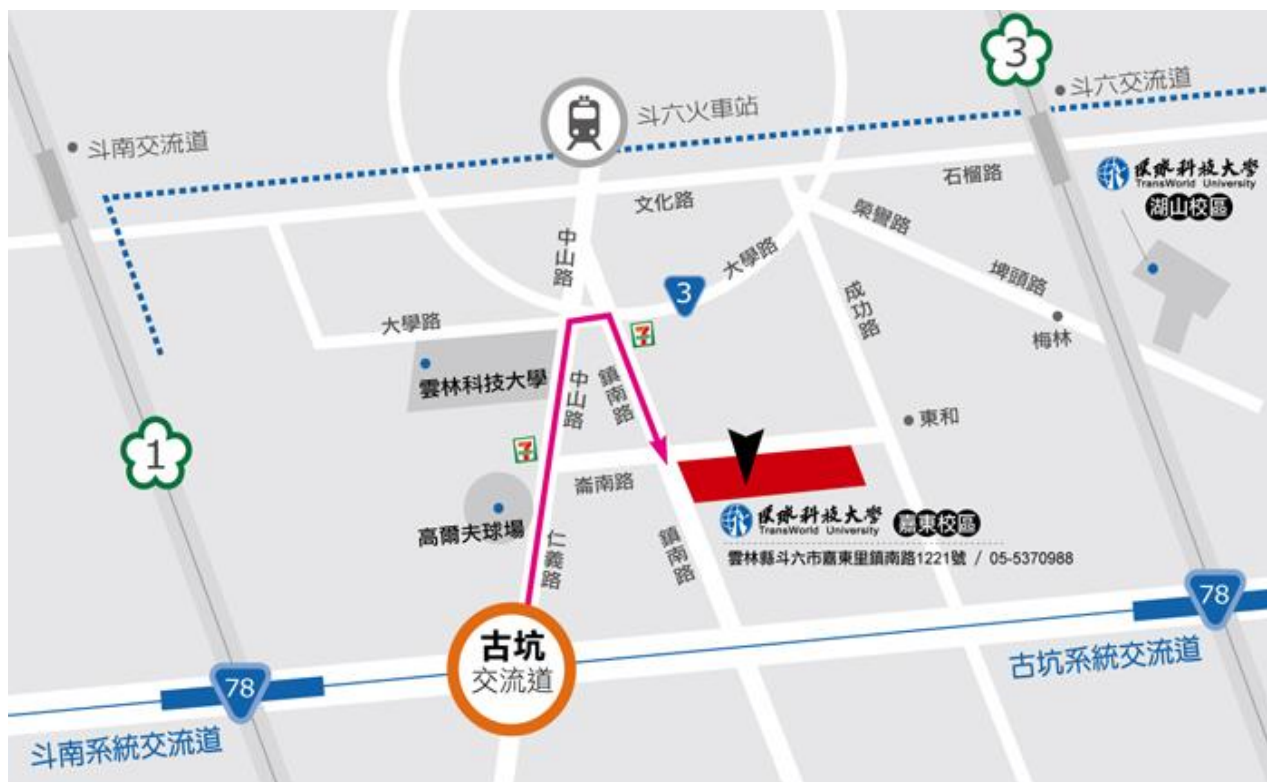 3
斗六交流道
斗六火車站
斗南交流道
環球科技大學
TransWorld University
湖山校區
石榴路
文化路
榮譽路
中山路
大學路
3
埤頭路
成功路
梅林
大學路
7
雲林科技大學
中山路
鎮南路
東和
1
7
崙南路
高爾夫球場
環球科技大學
TransWorld University
嘉東校區
仁義路
鎮南路
雲林縣斗六市嘉東里鎮南路1221號 / 05-5370988
78
古坑
交流道
古坑系統交流道
78
斗南系統交流道